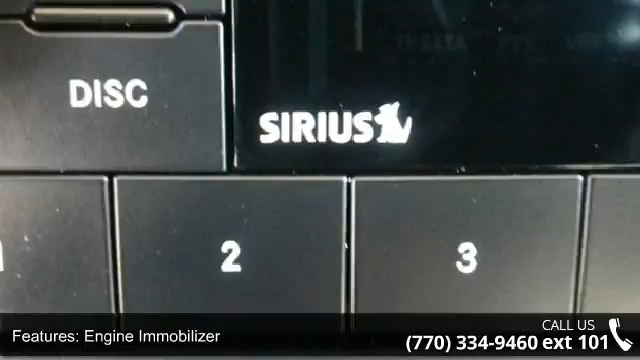 DISC
SIRIUS
2
3
CALL US
Features: Engine Immobilizer
(770) 334-9460 ext 101